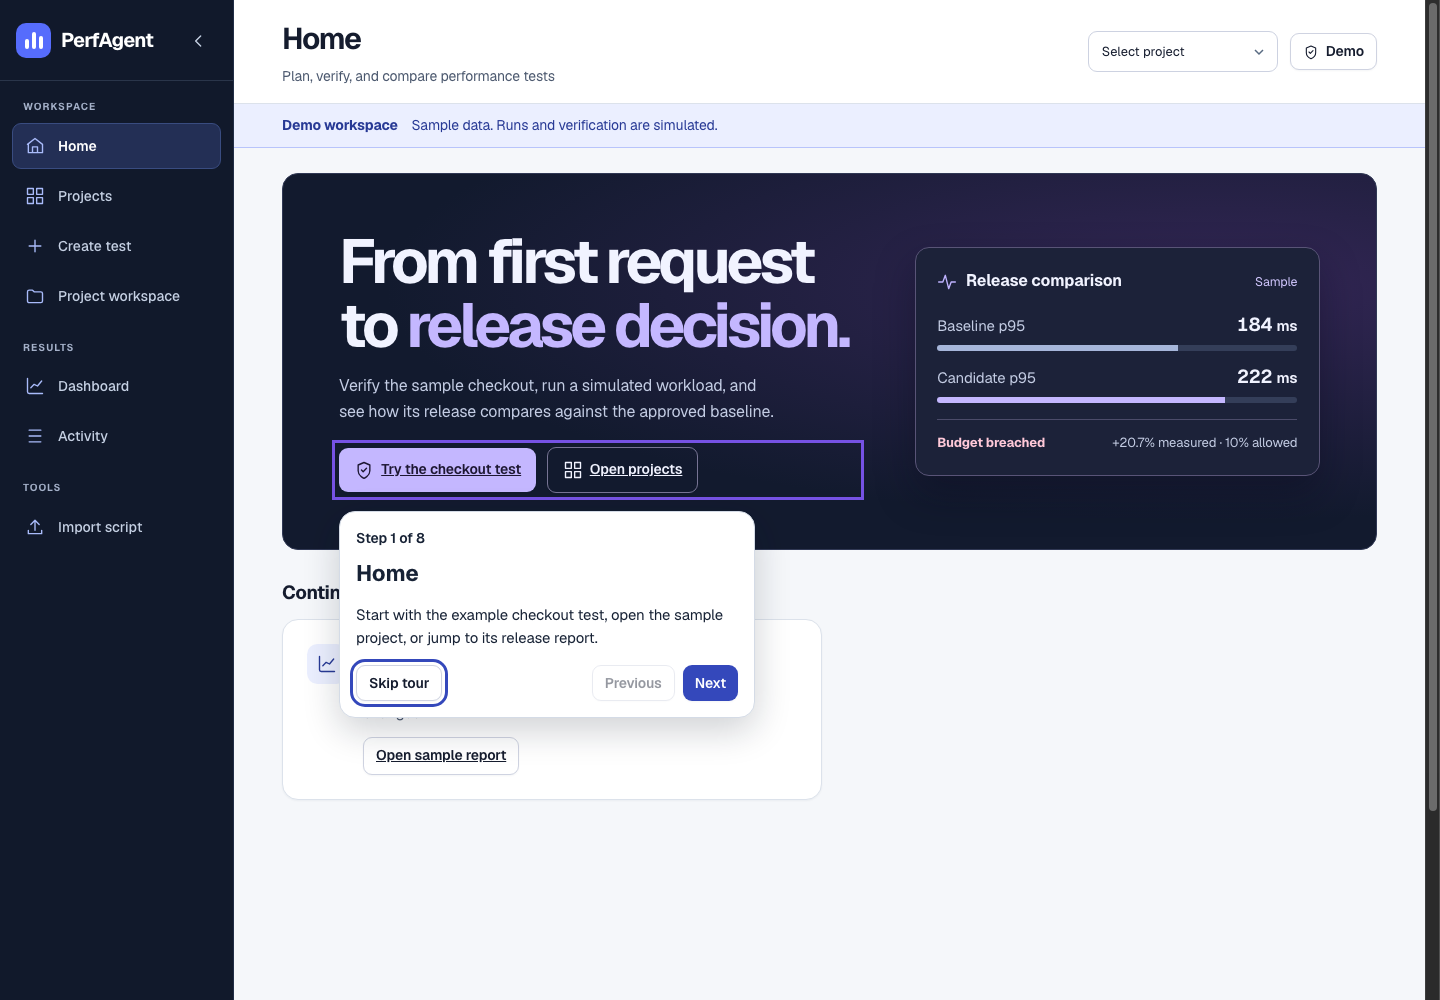 PerfAgent
WORKSPACE
Home
Projects
Create test
Project workspace
RESULTS
Dashboard
Activity
TOOLS
Import script
Home
Plan, verify, and compare performance tests
Select project
Demo
Demo workspace Sample data. Runs and verification are simulated.
From first request
to release decision.
Verify the sample checkout, run a simulated workload, and
see how its release compares against the approved baseline.
Try the checkout test
Open projects
Release comparison
Sample
Baseline p95
184 ms
Candidate p95
222 ms
Budget breached
+20.7% measured · 10% allowed
Step 1 of 8
Home
Start with the example checkout test, open the sample
project, or jump to its release report.
Skip tour
Previous
Next
Open sample report